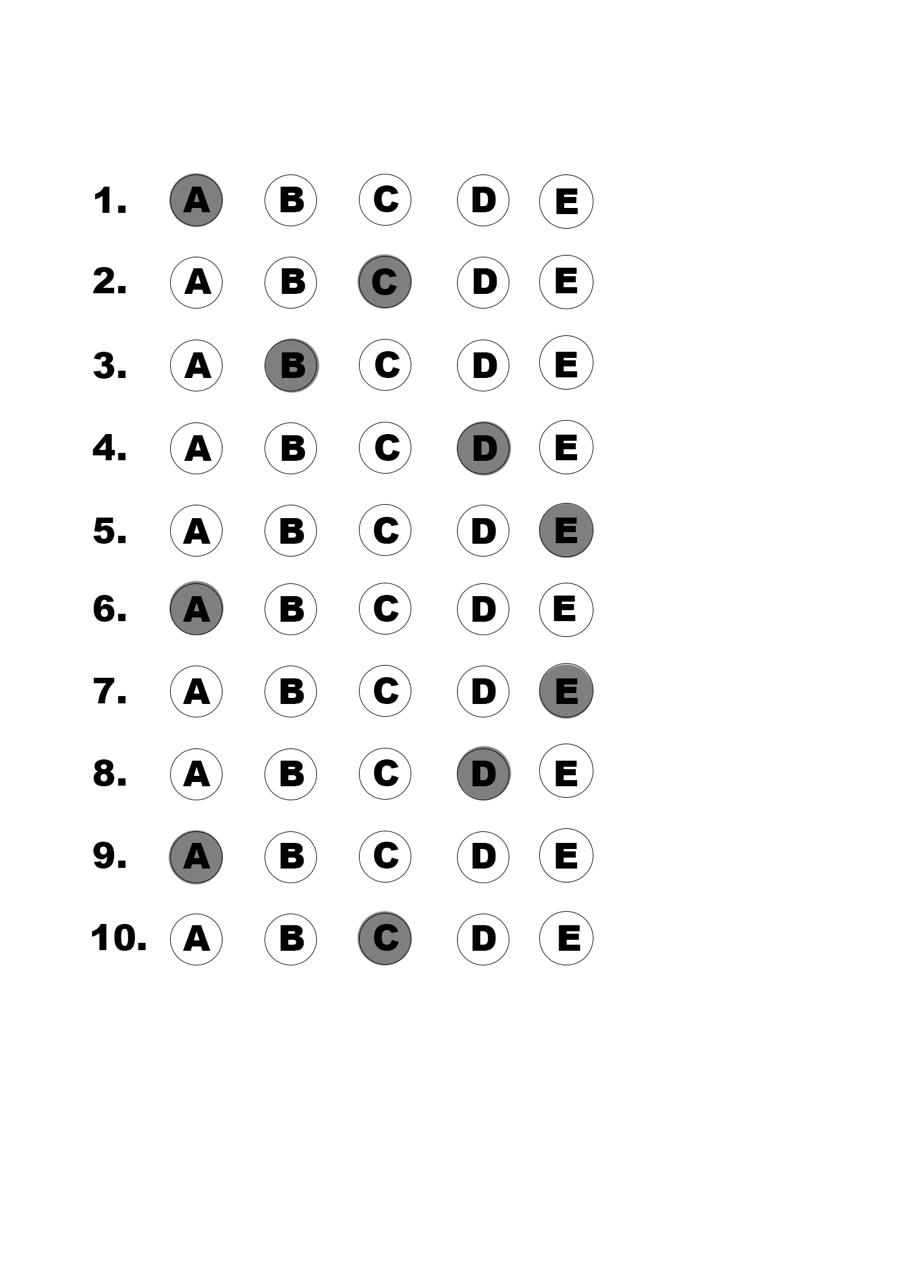 1. A B C D E
2. A B C D E
3. A B C D E
4. A B C D E
5. A B C D E
6. A B C D E
7. A B C D E
8. A B C D E
9. A B C D E
10. A B C D E